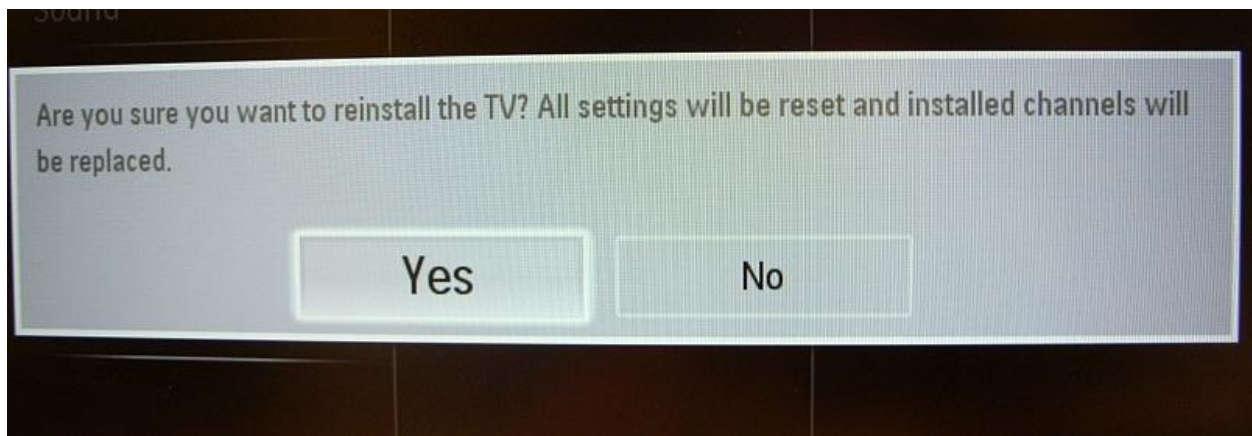 Sound
Are you sure you want to reinstall the TV? All settings will be reset and installed channels will
be replaced.
Yes
No